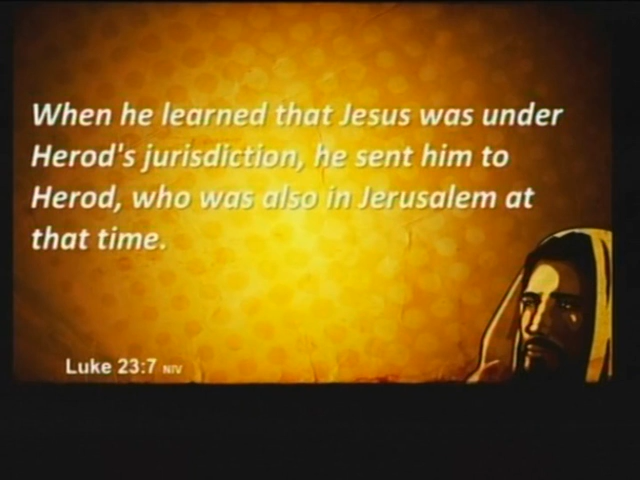 When he learned that Jesus was under
Herod's jurisdiction, he sent him to
Herod, who was also in Jerusalem at
that time.
Luke 23:7 NIV